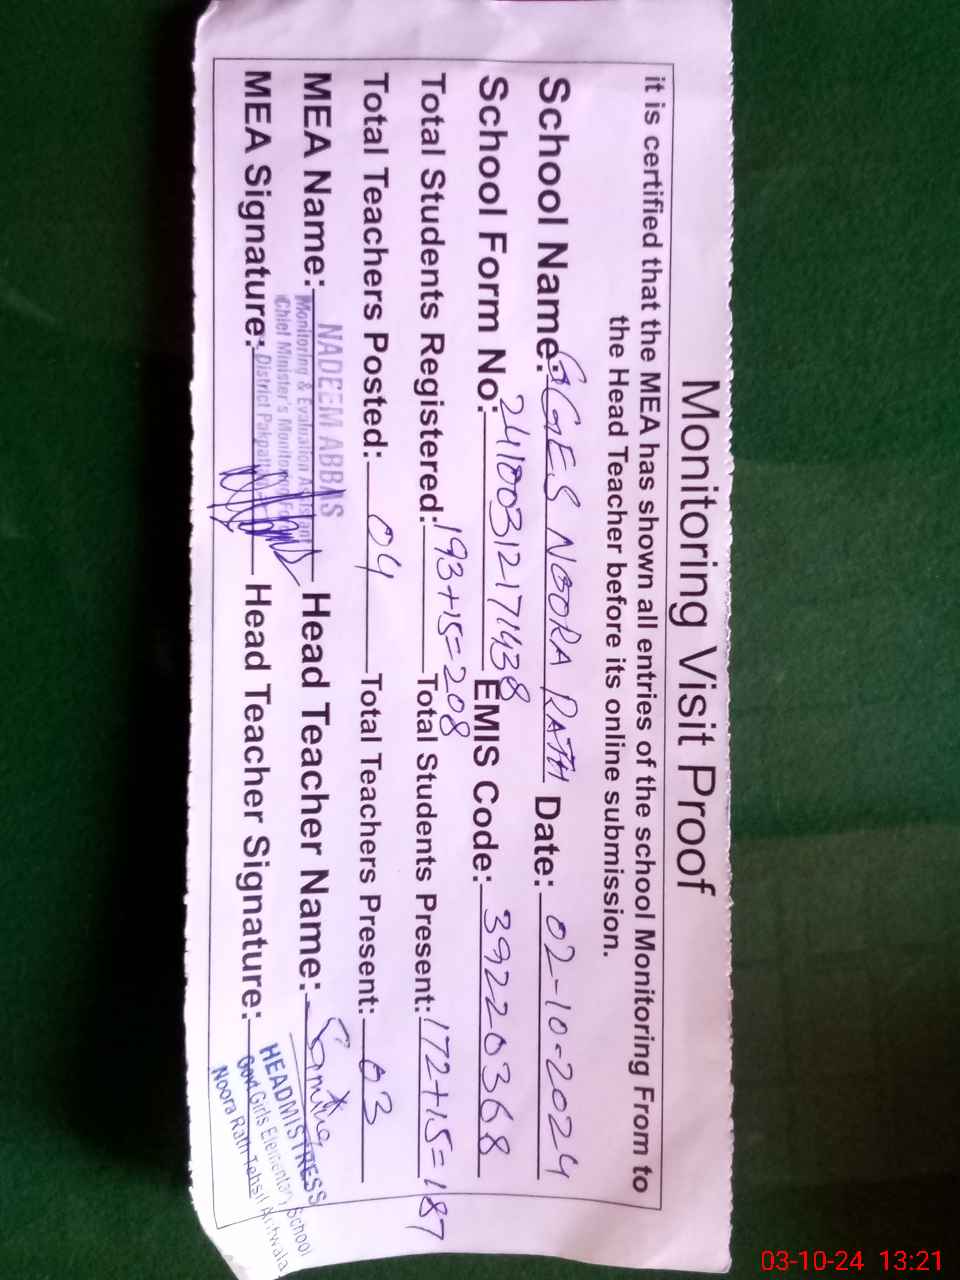 Monitoring Visit Proof
it is certified that the MEA has shown all entries of the school Monitoring From to
the Head Teacher before its online submission.
School Name: GGES NOORA RATH Date: 02-10-2024
School Form No: 24100312171438 EMIS Code: 39220368
Total Students Registered: 193+15=208 Total Students Present: 172+15=187
Total Teachers Posted: 04 Total Teachers Present: 03
MEA Name: NADEEM ABBAS Head Teacher Name:
Monitoring & Evaluation Assistant
Chief Minister's Monitoring Force
MEA Signature: District Pakpattan Head Teacher Signature:
HEADMISTRESS
Govt Girls Elementary School
Noora Rath Tehsil Arifwala
03-10-24 13:21